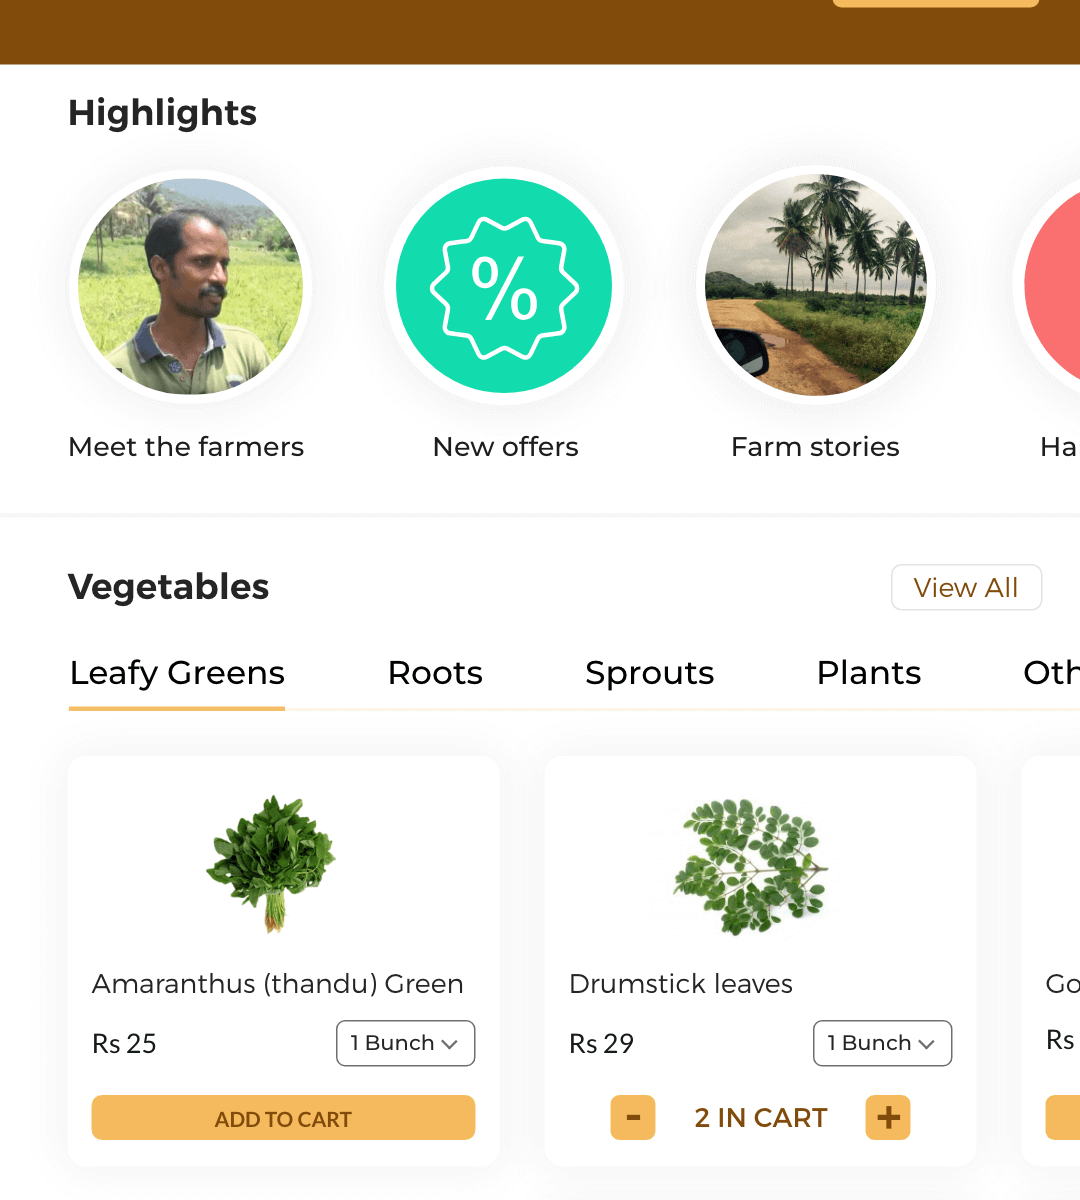 Highlights
%
Meet the farmers
New offers
Farm stories
Ha
Vegetables
View All
Leafy Greens
Roots
Sprouts
Plants
Oth
Amaranthus (thandu) Green
Rs 25
1 Bunch
ADD TO CART
Drumstick leaves
Rs 29
1 Bunch
-
2 IN CART
+
Go
Rs